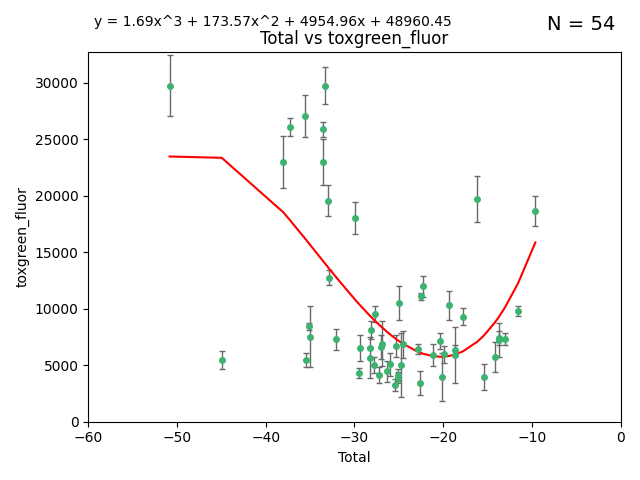 y = 1.69x^3 + 173.57x^2 + 4954.96x + 48960.45
N = 54
Total vs toxgreen_fluor
toxgreen_fluor
30000
25000
20000
15000
10000
5000
0
−60
−50
−40
−30
−20
−10
0
Total